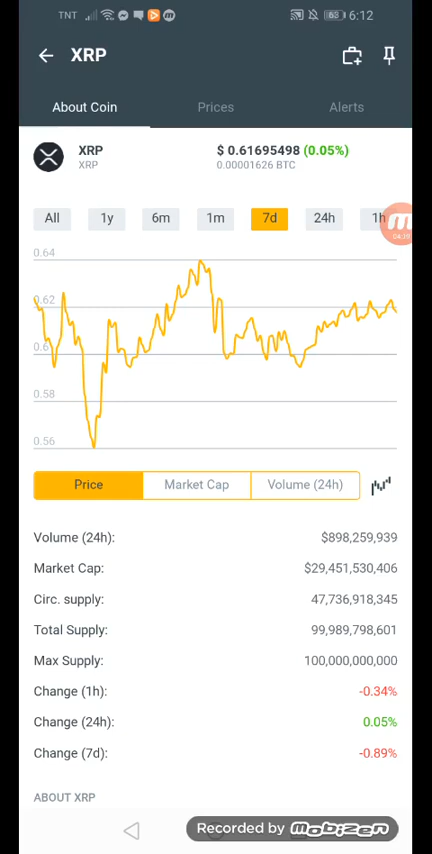 TNT 63 6:12
XRP
About Coin Prices Alerts
XRP $ 0.61695498 (0.05%)
XRP 0.00001626 BTC
All 1y 6m 1m 7d 24h 1h
0.64
0.62
0.6
0.58
0.56
Price Market Cap Volume (24h)
Volume (24h): $898,259,939
Market Cap: $29,451,530,406
Circ. supply: 47,736,918,345
Total Supply: 99,989,798,601
Max Supply: 100,000,000,000
Change (1h): -0.34%
Change (24h): 0.05%
Change (7d): -0.89%
ABOUT XRP
Recorded by mobizen